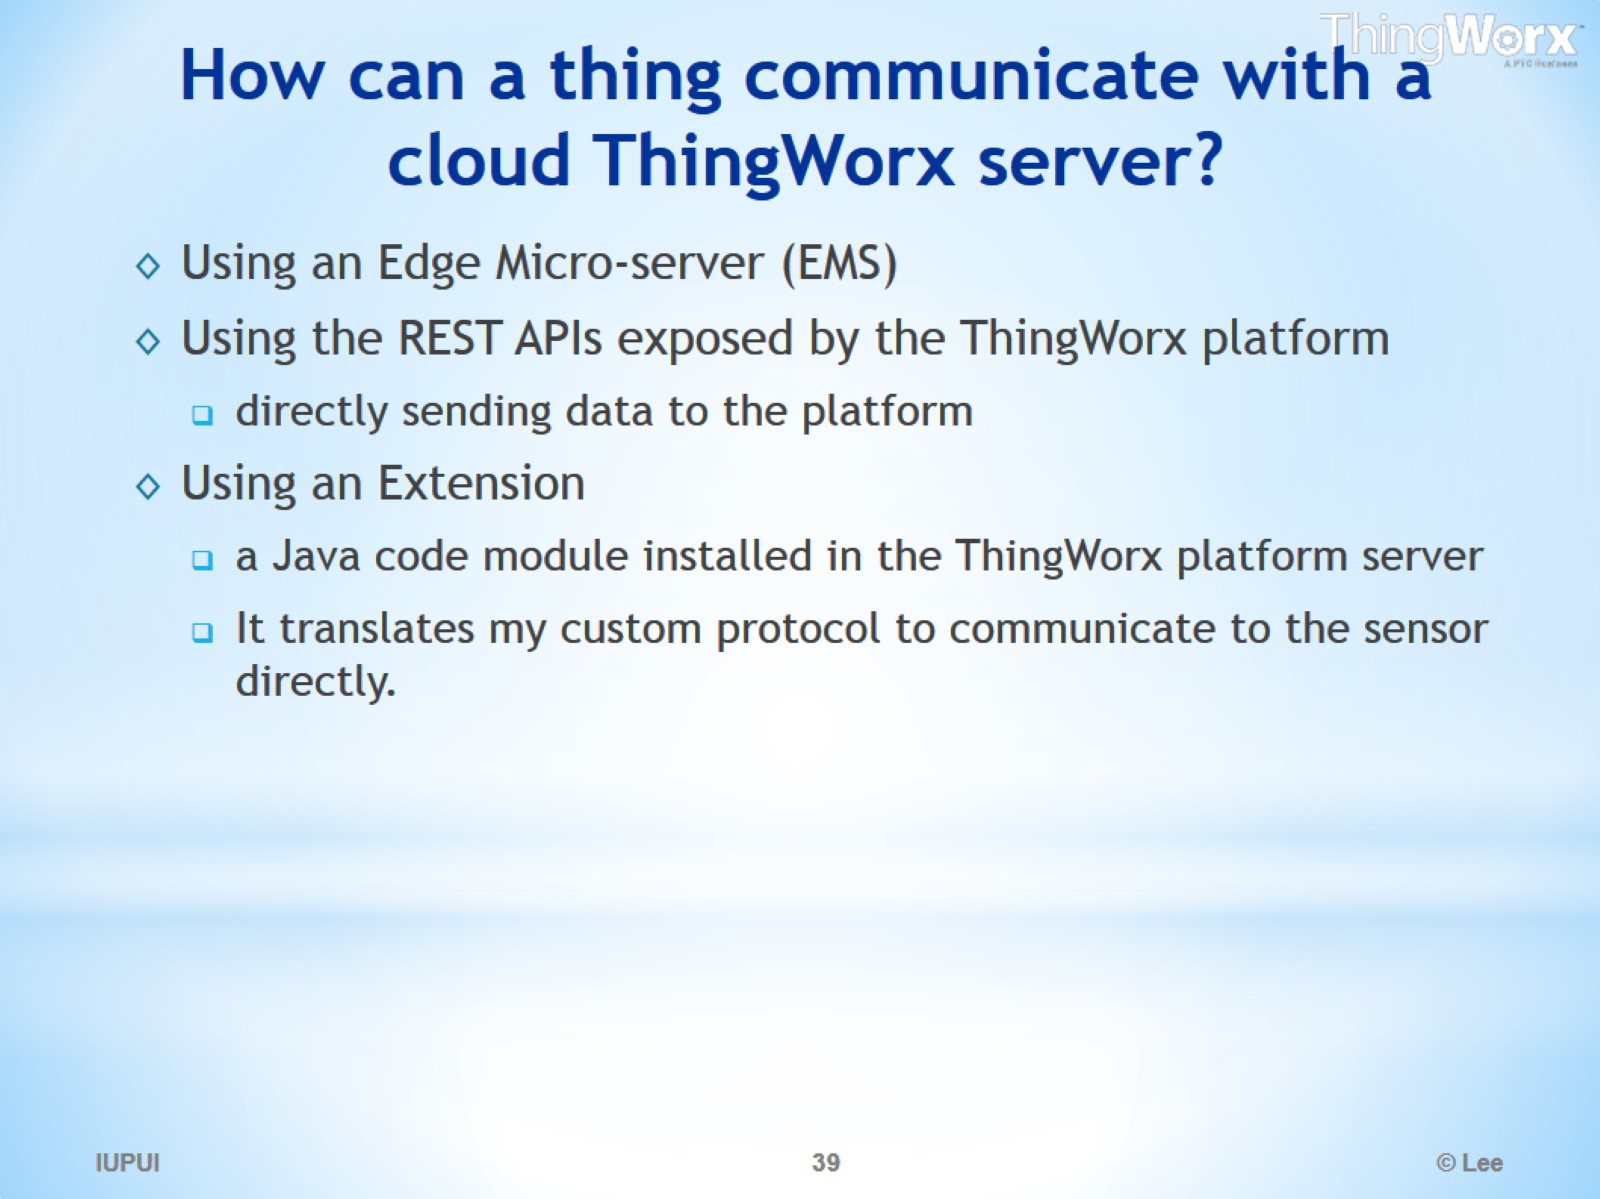 ThingWorx
A PTC Business
How can a thing communicate with a
cloud ThingWorx server?
Using an Edge Micro-server (EMS)
Using the REST APIs exposed by the ThingWorx platform
directly sending data to the platform
Using an Extension
a Java code module installed in the ThingWorx platform server
It translates my custom protocol to communicate to the sensor
directly.
IUPUI
39
© Lee